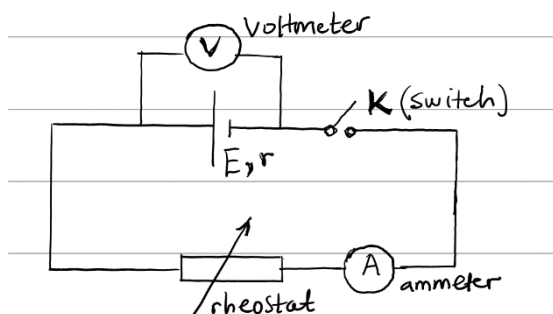 Voltmeter
V
K (switch)
E, r
A
ammeter
rheostat